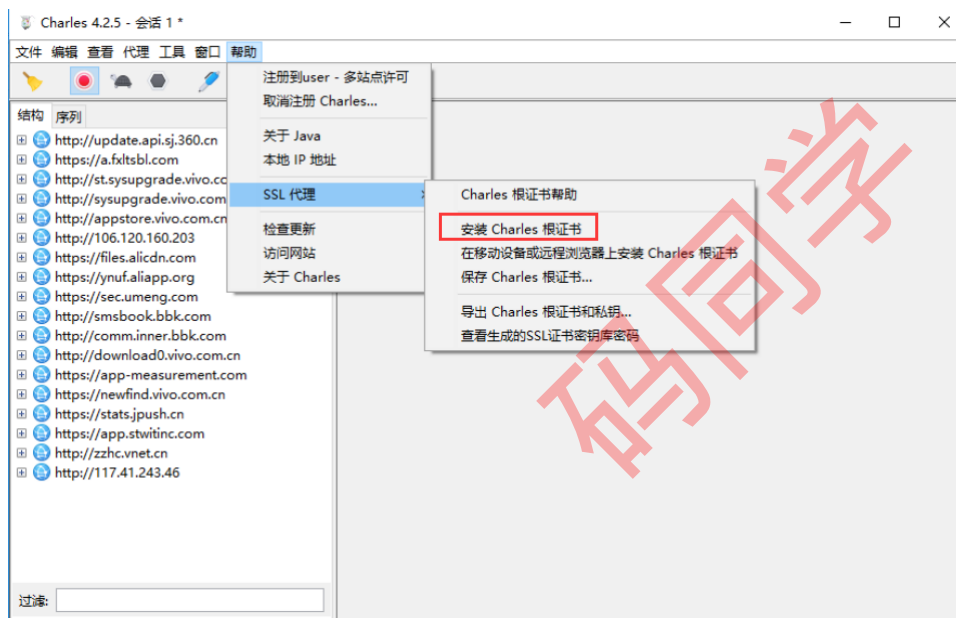 Charles 4.2.5 - 会话 1 *
文件 编辑 查看 代理 工具 窗口 帮助
注册到user - 多站点许可
取消注册 Charles...
关于 Java
本地 IP 地址
SSL 代理
检查更新
访问网站
关于 Charles
Charles 根证书帮助
安装 Charles 根证书
在移动设备或远程浏览器上安装 Charles 根证书
保存 Charles 根证书...
导出 Charles 根证书和私钥...
查看生成的SSL证书密钥库密码
结构 序列
http://update.api.sj.360.cn
https://a.fxltsbl.com
http://st.sysupgrade.vivo.cc
http://sysupgrade.vivo.com
http://appstore.vivo.com.cn
http://106.120.160.203
https://files.alicdn.com
https://ynuf.aliapp.org
https://sec.umeng.com
http://smsbook.bbk.com
http://comm.inner.bbk.com
http://download0.vivo.com.cn
https://app-measurement.com
https://newfind.vivo.com.cn
https://stats.jpush.cn
https://app.stwitinc.com
http://zzhc.vnet.cn
http://117.41.243.46
过滤:
码同学